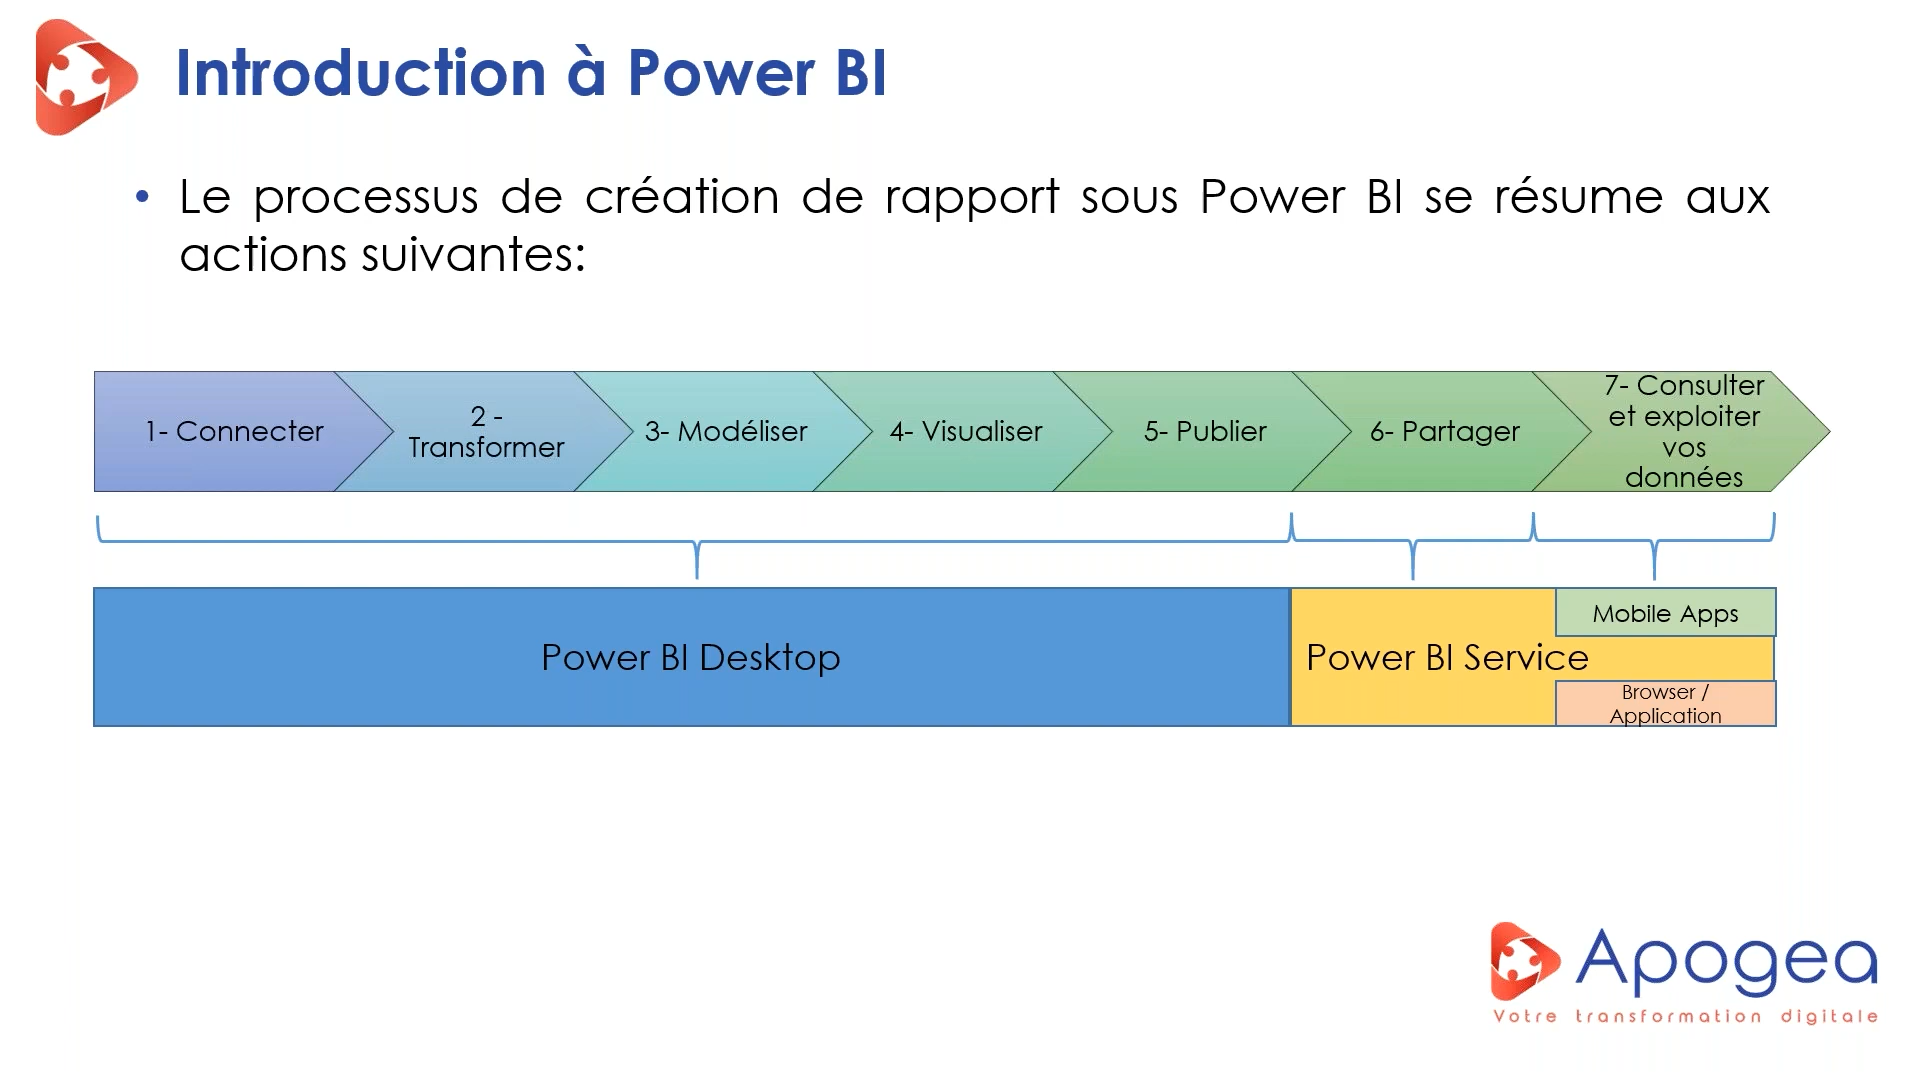 Introduction à Power BI
• Le processus de création de rapport sous Power BI se résume aux
actions suivantes:
1- Connecter
2 -
Transformer
3- Modéliser
4- Visualiser
5- Publier
6- Partager
7- Consulter
et exploiter
vos
données
Power BI Desktop
Power BI Service
Mobile Apps
Browser /
Application
Apogea
Votre transformation digitale